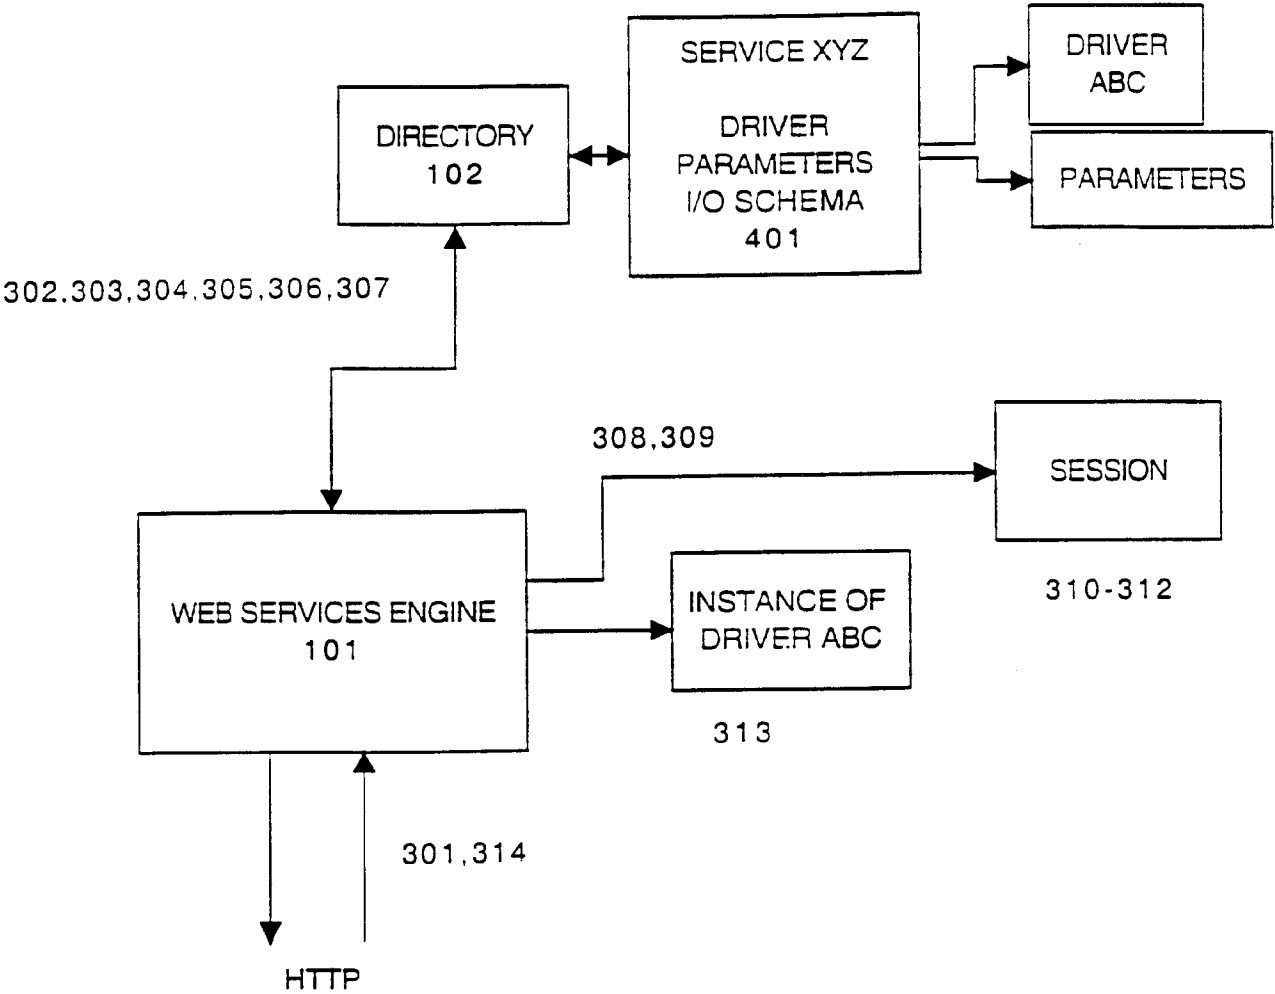 SERVICE XYZ
DRIVER
PARAMETERS
I/O SCHEMA
401
DRIVER
ABC
PARAMETERS
DIRECTORY
102
302.303,304,305,306,307
308,309
SESSION
310-312
WEB SERVICES ENGINE
101
INSTANCE OF
DRIVER ABC
313
301,314
HTTP